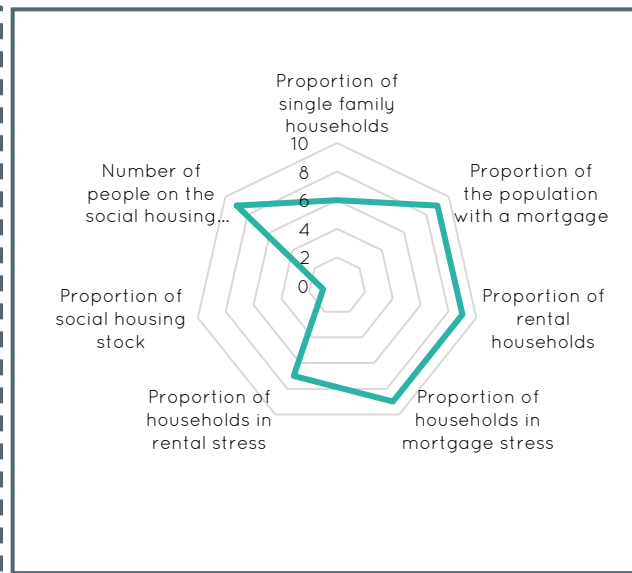 Proportion of
single family
households
10
8
6
4
2
0
Proportion of
the population
with a mortgage
Proportion of
rental
households
Proportion of
households in
mortgage stress
Proportion of
households in
rental stress
Proportion of
social housing
stock
Number of
people on the
social housing...